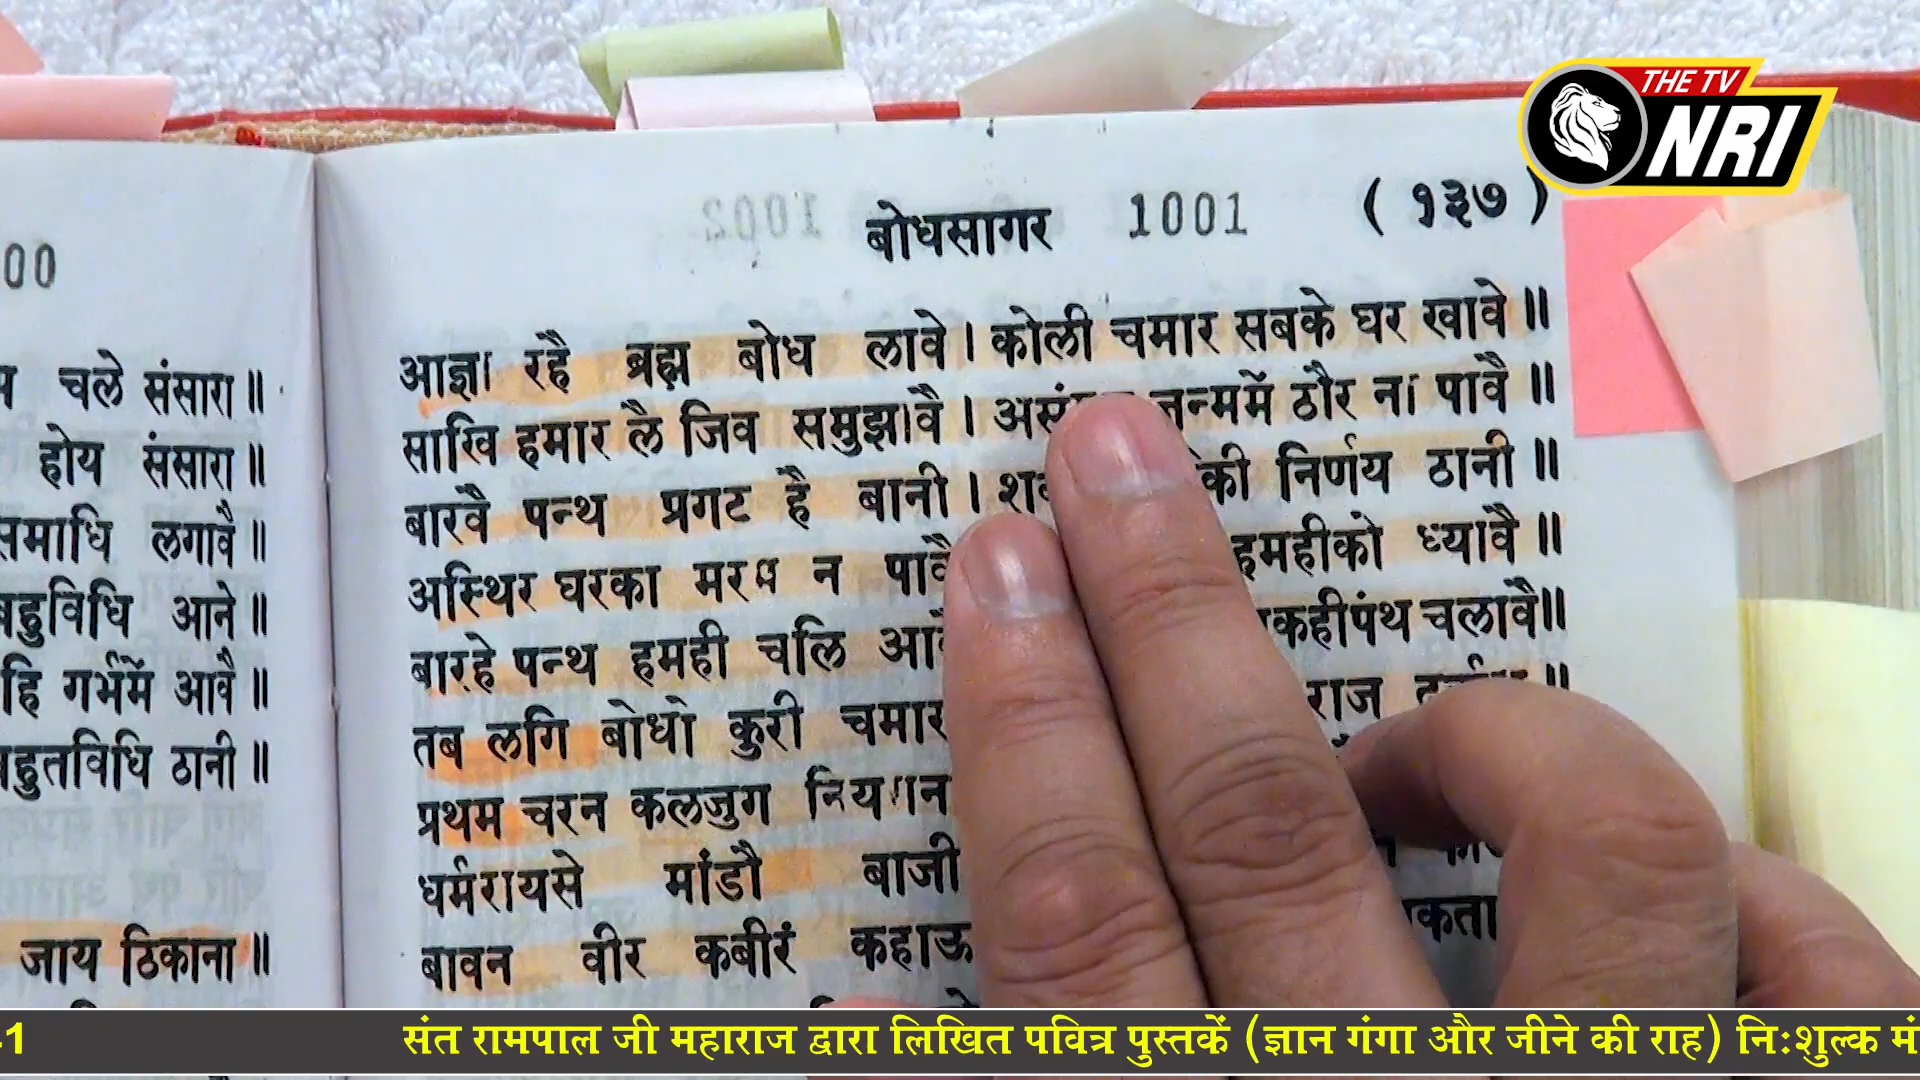 THE TV
NRI
00
चले संसारा॥
होय संसारा॥
समाधि लगावै॥
बहुविधि आने॥
हि गर्भमें आवै॥
बहुतविधि ठानी॥
जाय ठिकाना॥
बोधसागर 1001 (१३७)
आज्ञा रहै ब्रह्म बोध लावे। कोली चमार सबके घर खावे॥
साखि हमार लै जिव समुझावै। जन्ममें ठौर ना पावै॥
बारवै पन्थ प्रगट है बानी। की निर्णय ठानी॥
अस्थिर घरका मरम न पावै हमहीको ध्यावै॥
बारहे पन्थ हमही चलि कहीपंथ चलावै॥
तब लगि बोधो कुरी चमार राज
प्रथम चरन कलजुग नियान
धर्मरायसे मांडौ बाजी
बावन वीर कबीरं कहाऊ
-1 संत रामपाल जी महाराज द्वारा लिखित पवित्र पुस्तकें (ज्ञान गंगा और जीने की राह) निःशुल्क मं